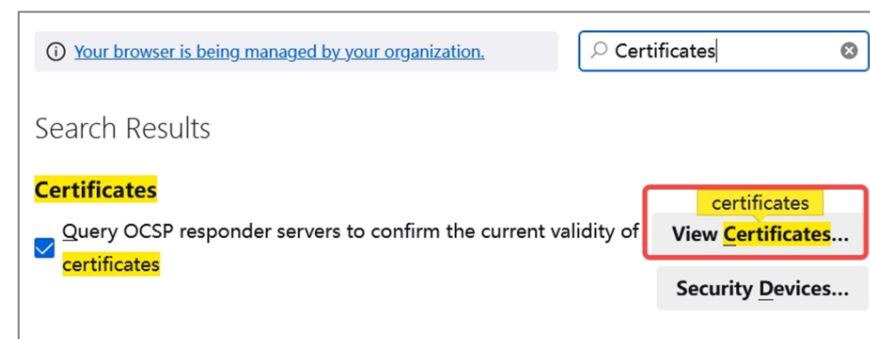 Your browser is being managed by your organization.
Certificates
Search Results
Certificates
certificates
Query OCSP responder servers to confirm the current validity of
certificates
View Certificates...
Security Devices...